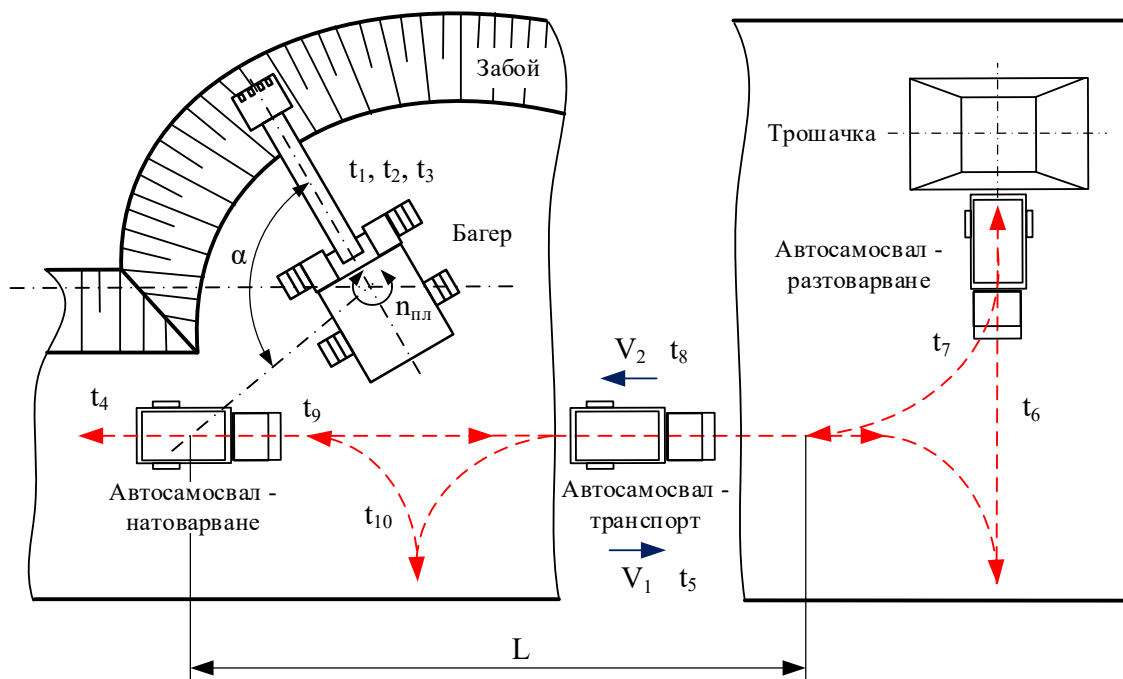 Забой
Трошачка
t1, t2, t3
Багер
α
Автосамосвал -
разтоварване
nпл
t7
V2 t8
t4
t9
t6
Автосамосвал -
натоварване
t10
Автосамосвал -
транспорт
V1 t5
L